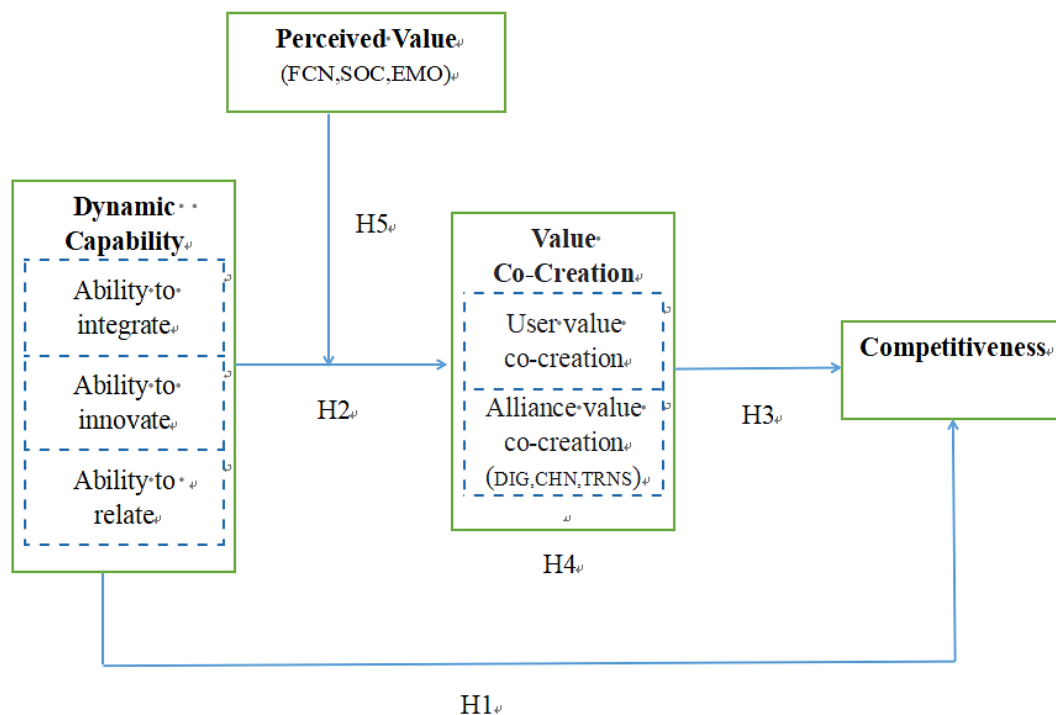 Perceived Value
(FCN,SOC,EMO)
Dynamic
Capability
Ability to
integrate
Ability to
innovate
Ability to
relate
H5
H2
Value
Co-Creation
User value
co-creation
Alliance value
co-creation
(DIG,CHN,TRNS)
H4
H3
Competitiveness
H1